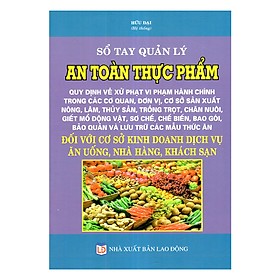 HỮU ĐẠI
(Hệ thống)
SỔ TAY QUẢN LÝ
AN TOÀN THỰC PHẨM
QUY ĐỊNH VỀ XỬ PHẠT VI PHẠM HÀNH CHÍNH
TRONG CÁC CƠ QUAN, ĐƠN VỊ, CƠ SỞ SẢN XUẤT
NÔNG, LÂM, THỦY SẢN, TRỒNG TRỌT, CHĂN NUÔI,
GIẾT MỔ ĐỘNG VẬT, SƠ CHẾ, CHẾ BIẾN, BAO GÓI,
BẢO QUẢN VÀ LƯU TRỮ CÁC MẪU THỨC ĂN
ĐỐI VỚI CƠ SỞ KINH DOANH DỊCH VỤ
ĂN UỐNG, NHÀ HÀNG, KHÁCH SẠN
NHÀ XUẤT BẢN LAO ĐỘNG